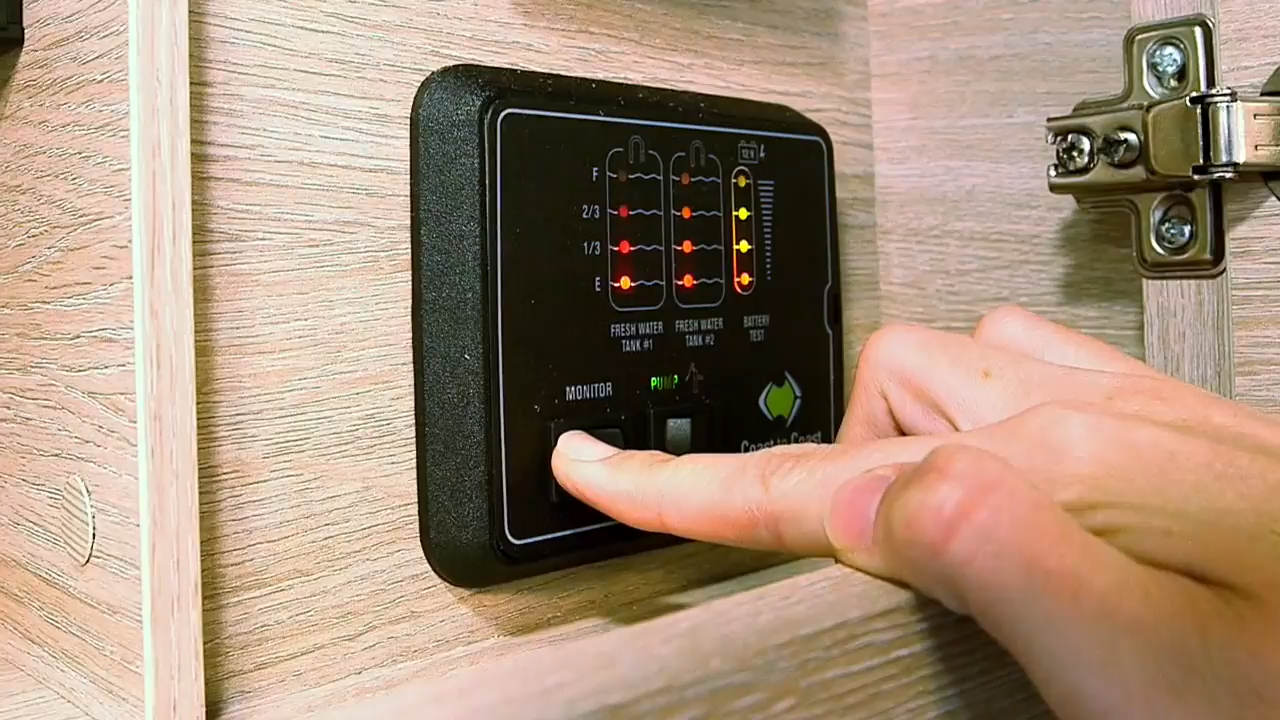 F
2/3
1/3
E
12 V
FRESH WATER
TANK #1
FRESH WATER
TANK #2
BATTERY
TEST
MONITOR
PUMP
Coast to Coast